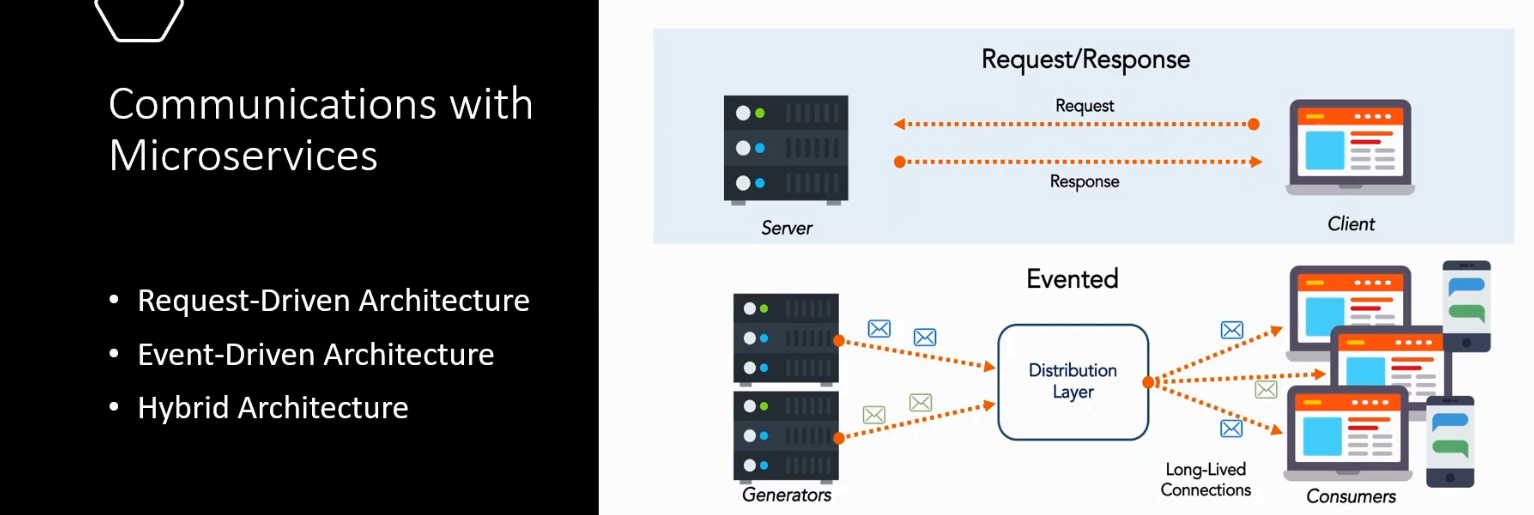 Communications with
Microservices
• Request-Driven Architecture
• Event-Driven Architecture
• Hybrid Architecture
Request/Response
Request
Response
Server
Client
Evented
Distribution
Layer
Long-Lived
Connections
Generators
Consumers